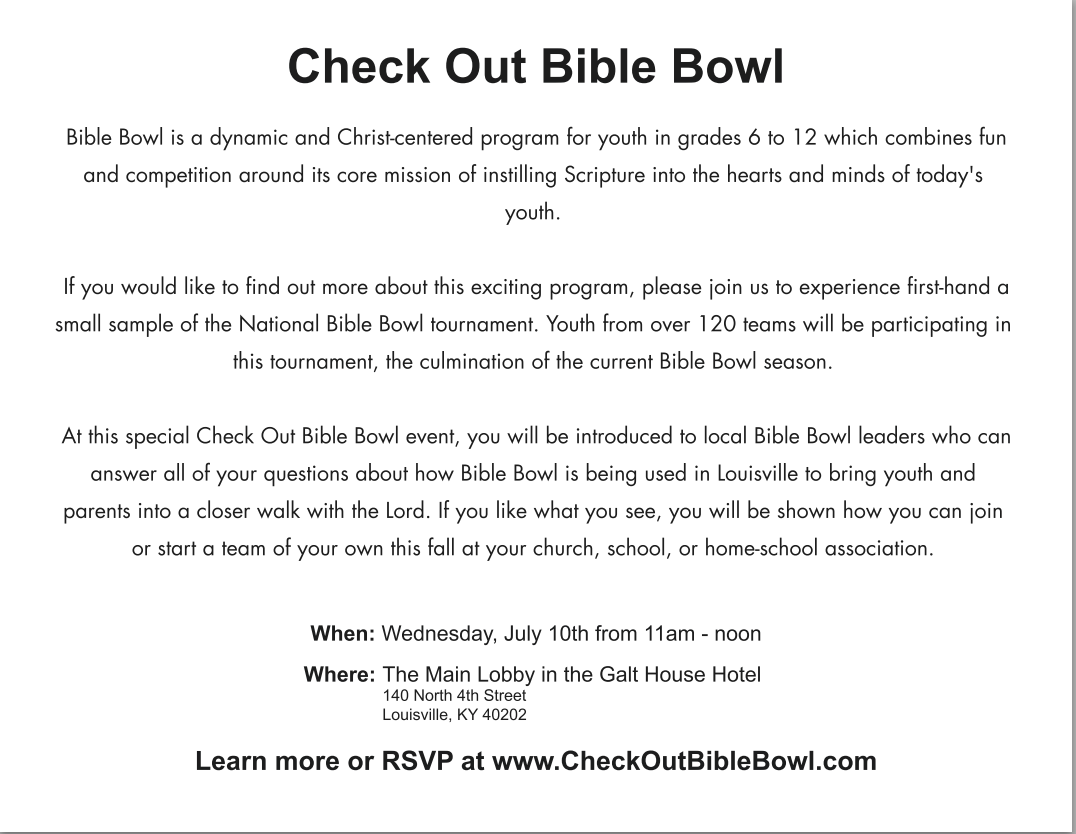 Check Out Bible Bowl
Bible Bowl is a dynamic and Christ-centered program for youth in grades 6 to 12 which combines fun
and competition around its core mission of instilling Scripture into the hearts and minds of today's
youth.
If you would like to find out more about this exciting program, please join us to experience first-hand a
small sample of the National Bible Bowl tournament. Youth from over 120 teams will be participating in
this tournament, the culmination of the current Bible Bowl season.
At this special Check Out Bible Bowl event, you will be introduced to local Bible Bowl leaders who can
answer all of your questions about how Bible Bowl is being used in Louisville to bring youth and
parents into a closer walk with the Lord. If you like what you see, you will be shown how you can join
or start a team of your own this fall at your church, school, or home-school association.
When: Wednesday, July 10th from 11am - noon
Where: The Main Lobby in the Galt House Hotel
140 North 4th Street
Louisville, KY 40202
Learn more or RSVP at www.CheckOutBibleBowl.com